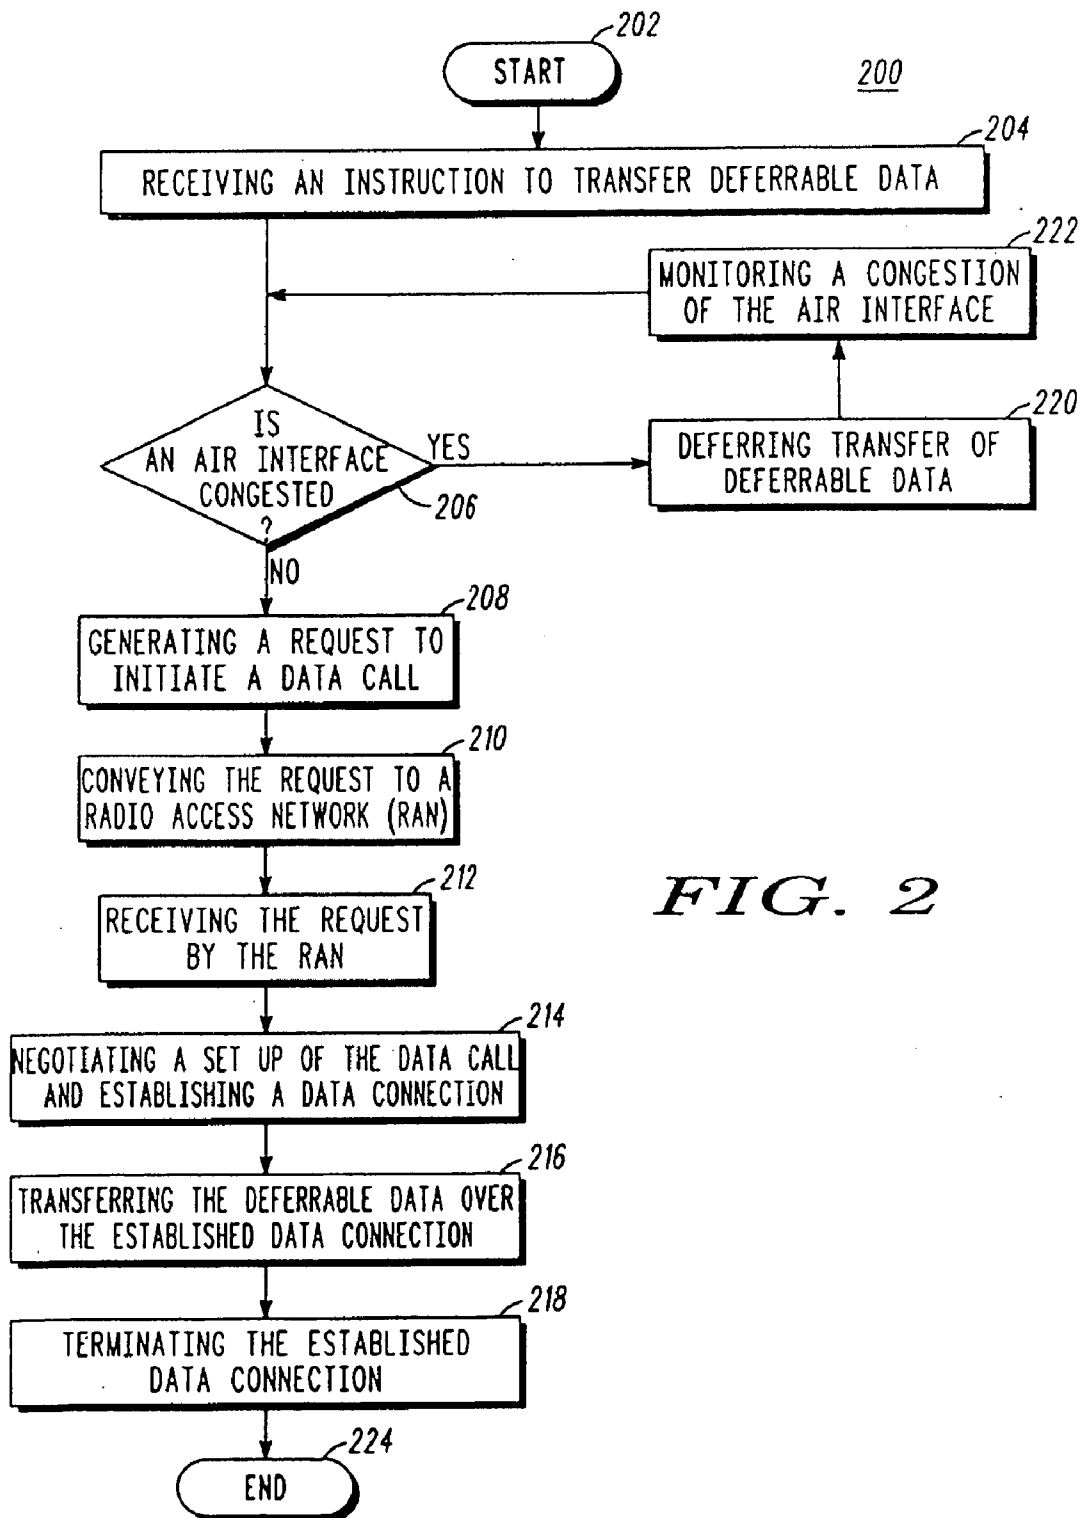 202
START
200
204
RECEIVING AN INSTRUCTION TO TRANSFER DEFERRABLE DATA
222
MONITORING A CONGESTION
OF THE AIR INTERFACE
220
DEFERRING TRANSFER OF
DEFERRABLE DATA
IS
AN AIR INTERFACE
CONGESTED
?
YES
206
NO
208
GENERATING A REQUEST TO
INITIATE A DATA CALL
210
CONVEYING THE REQUEST TO A
RADIO ACCESS NETWORK (RAN)
212
RECEIVING THE REQUEST
BY THE RAN
FIG. 2
214
NEGOTIATING A SET UP OF THE DATA CALL
AND ESTABLISHING A DATA CONNECTION
216
TRANSFERRING THE DEFERRABLE DATA OVER
THE ESTABLISHED DATA CONNECTION
218
TERMINATING THE ESTABLISHED
DATA CONNECTION
224
END